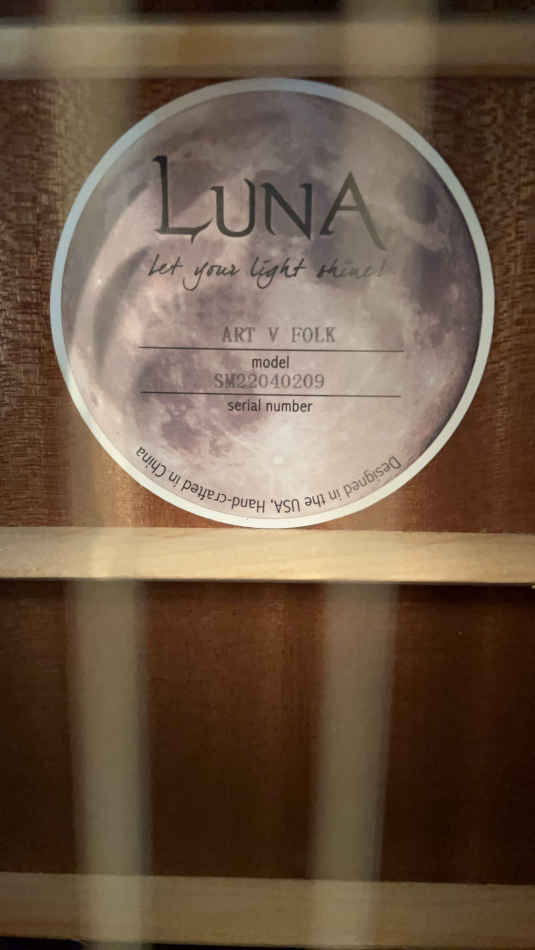 LUNA
let your light shine!
ART V FOLK
model
SM22040209
serial number
Designed in the USA, Hand-crafted in China